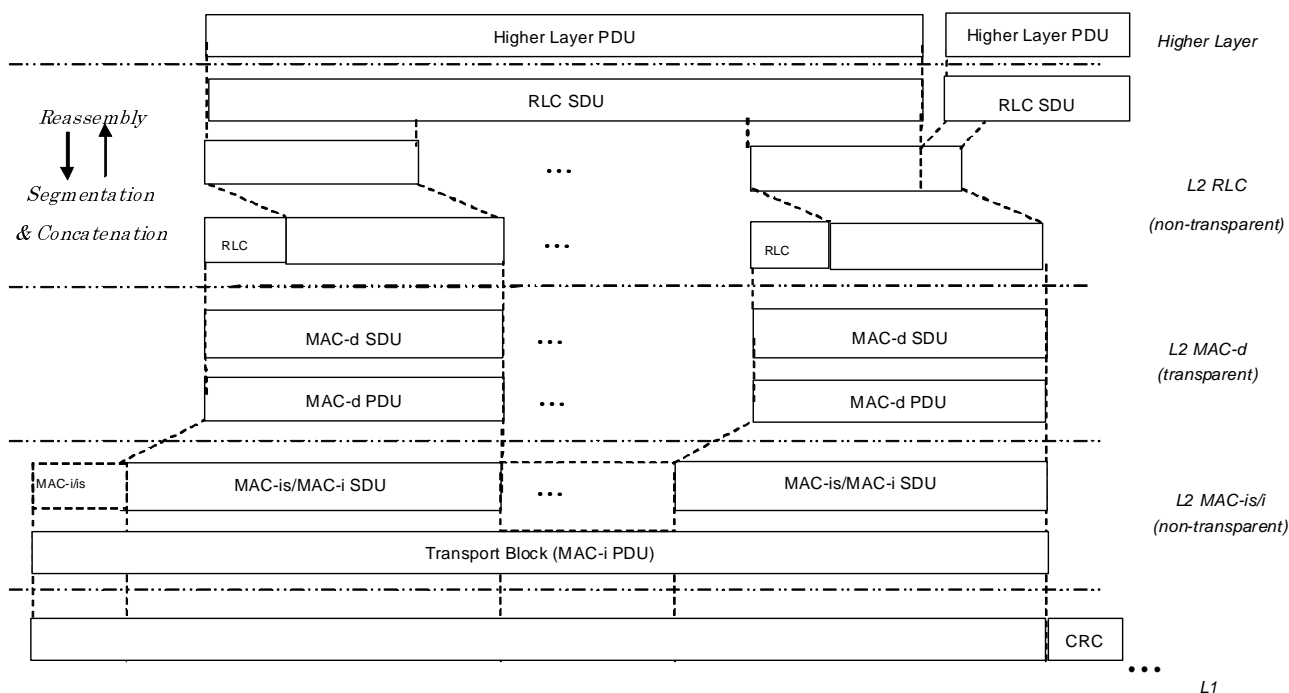 Higher Layer PDU
Higher Layer PDU
Higher Layer
RLC SDU
RLC SDU
Reassembly
Segmentation
& Concatenation
...
...
RLC
RLC
L2 RLC
(non-transparent)
MAC-d SDU
...
MAC-d SDU
MAC-d PDU
...
MAC-d PDU
L2 MAC-d
(transparent)
MAC-i/is
MAC-is/MAC-i SDU
...
MAC-is/MAC-i SDU
L2 MAC-is/i
(non-transparent)
Transport Block (MAC-i PDU)
CRC
...
L1